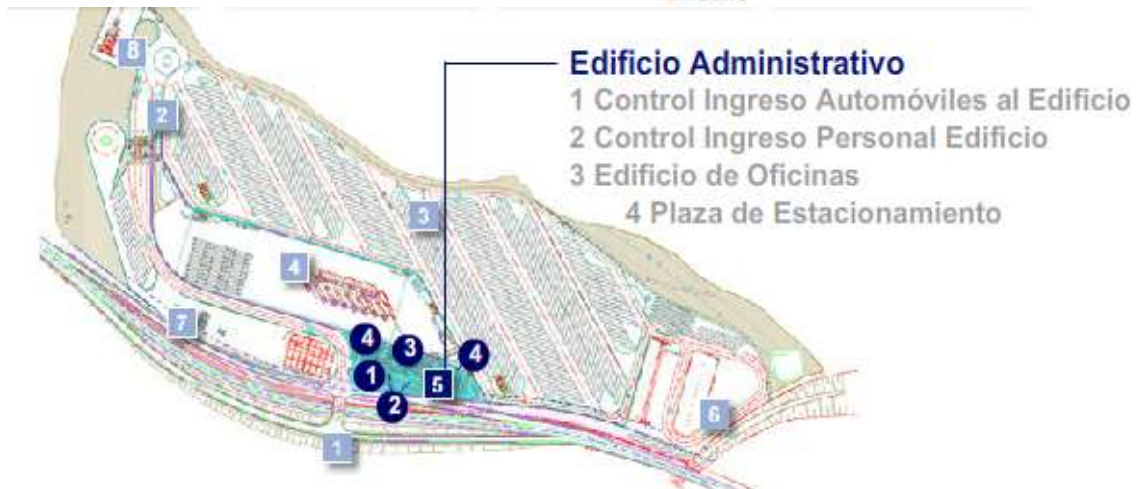 Edificio Administrativo
1 Control Ingreso Automóviles al Edificio
2 Control Ingreso Personal Edificio
3 Edificio de Oficinas
4 Plaza de Estacionamiento
8
2
3
4
7
4
3
4
1
5
2
6
1